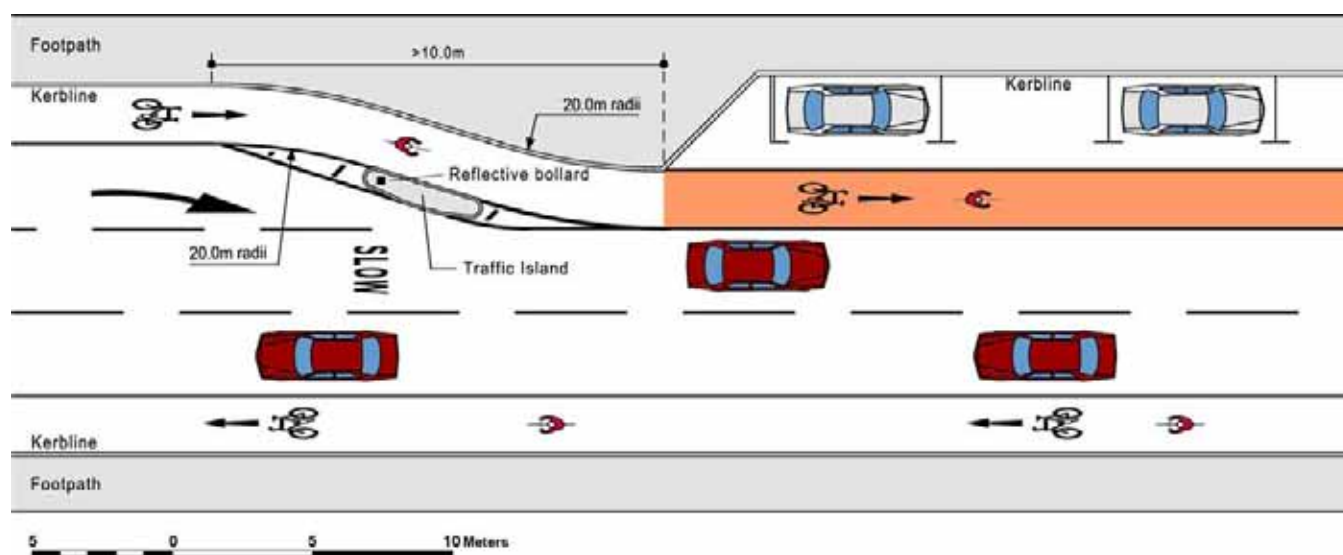 Footpath
>10.0m
Kerbline
20.0m radii
Kerbline
Reflective bollard
20.0m radii
SLOW
Traffic Island
Kerbline
Footpath
5 0 5 10 Meters